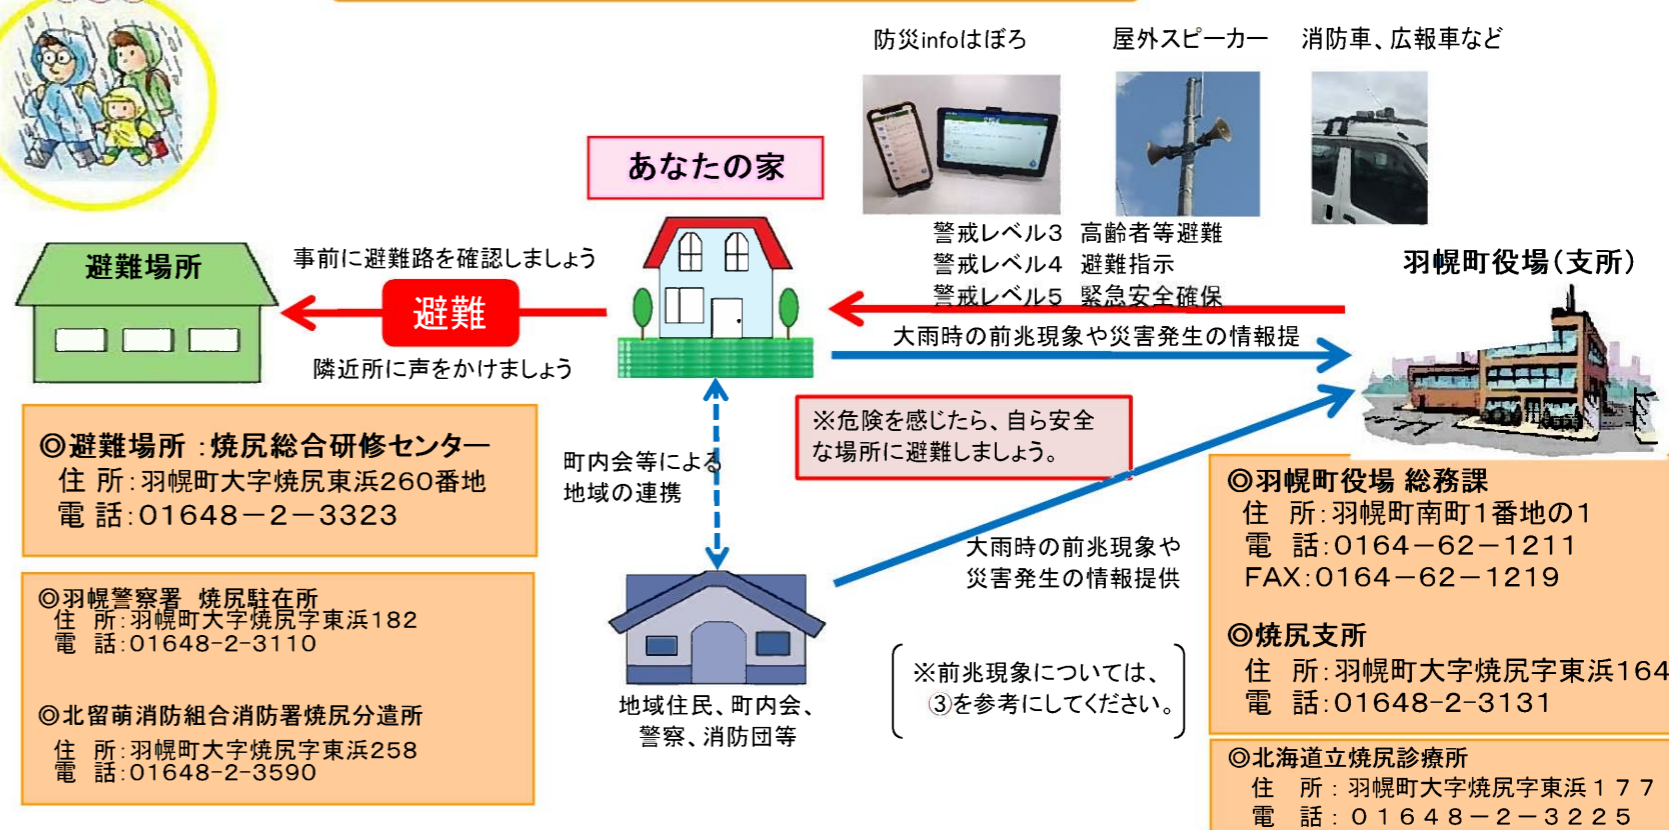 防災infoはぼろ
屋外スピーカー
消防車、広報車など
あなたの家
警戒レベル3 高齢者等避難
警戒レベル4 避難指示
警戒レベル5 緊急安全確保
羽幌町役場(支所)
避難場所
事前に避難路を確認しましょう
避難
隣近所に声をかけましょう
大雨時の前兆現象や災害発生の情報提
※危険を感じたら、自ら安全
な場所に避難しましょう。
町内会等による
地域の連携
大雨時の前兆現象や
災害発生の情報提供
※前兆現象については、
③を参考にしてください。
地域住民、町内会、
警察、消防団等
◎避難場所:焼尻総合研修センター
住所:羽幌町大字焼尻東浜260番地
電話:01648-2-3323
◎羽幌警察署 焼尻駐在所
住所:羽幌町大字焼尻字東浜182
電話:01648-2-3110
◎北留萌消防組合消防署焼尻分遣所
住所:羽幌町大字焼尻字東浜258
電話:01648-2-3590
◎羽幌町役場 総務課
住所:羽幌町南町1番地の1
電話:0164-62-1211
FAX:0164-62-1219
◎焼尻支所
住所:羽幌町大字焼尻字東浜164
電話:01648-2-3131
◎北海道立焼尻診療所
住所:羽幌町大字焼尻字東浜177
電話:01648-2-3225